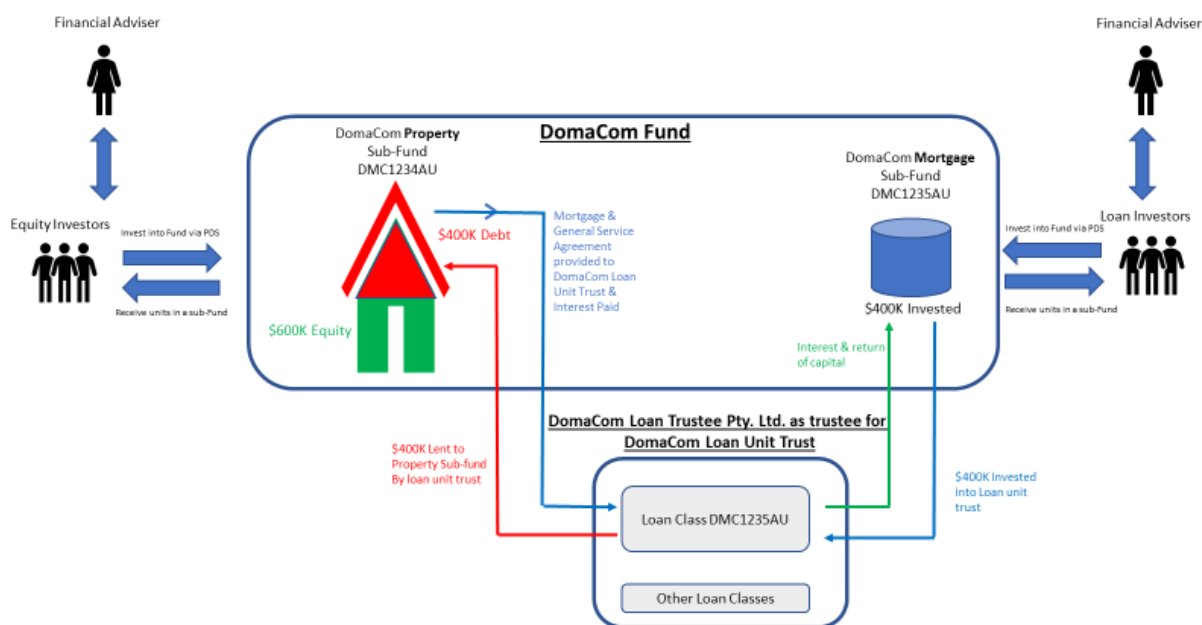 Financial Adviser
Financial Adviser
DomaCom Fund
DomaCom Property
Sub-Fund
DMC1234AU
DomaCom Mortgage
Sub-Fund
DMC1235AU
Equity Investors
Invest into Fund via PDS
Receive units in a sub-Fund
$400K Debt
$600K Equity
Mortgage &
General Service
Agreement
provided to
DomaCom Loan
Unit Trust &
Interest Paid
Loan Investors
Invest into Fund via PDS
Receive units in a sub-Fund
$400K Invested
Interest & return
of capital
DomaCom Loan Trustee Pty. Ltd. as trustee for
DomaCom Loan Unit Trust
$400K Lent to
Property Sub-fund
By loan unit trust
$400K Invested
into Loan unit
trust
Loan Class DMC1235AU
Other Loan Classes